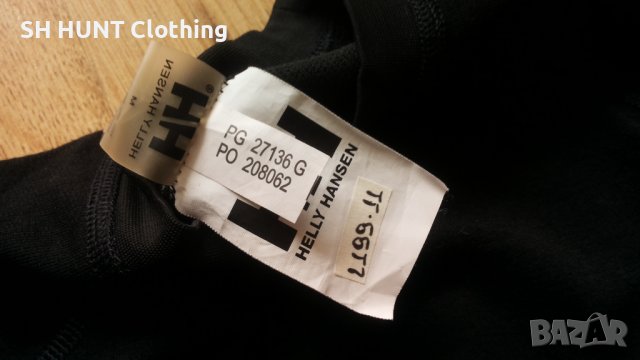 SH HUNT Clothing
M
HH®
HELLY HANSEN
PG 27136 G
PO 208062
HELLY HANSEN
BAZAR